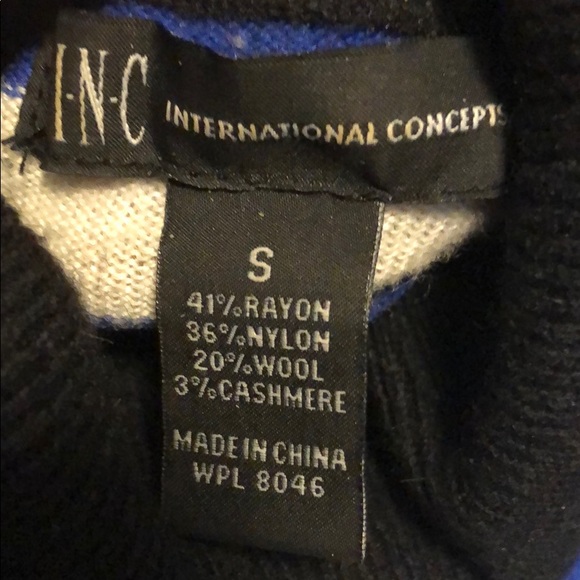 I·N·C INTERNATIONAL CONCEPTS
S
41%RAYON
36%NYLON
20%WOOL
3%CASHMERE
MADE IN CHINA
WPL 8046